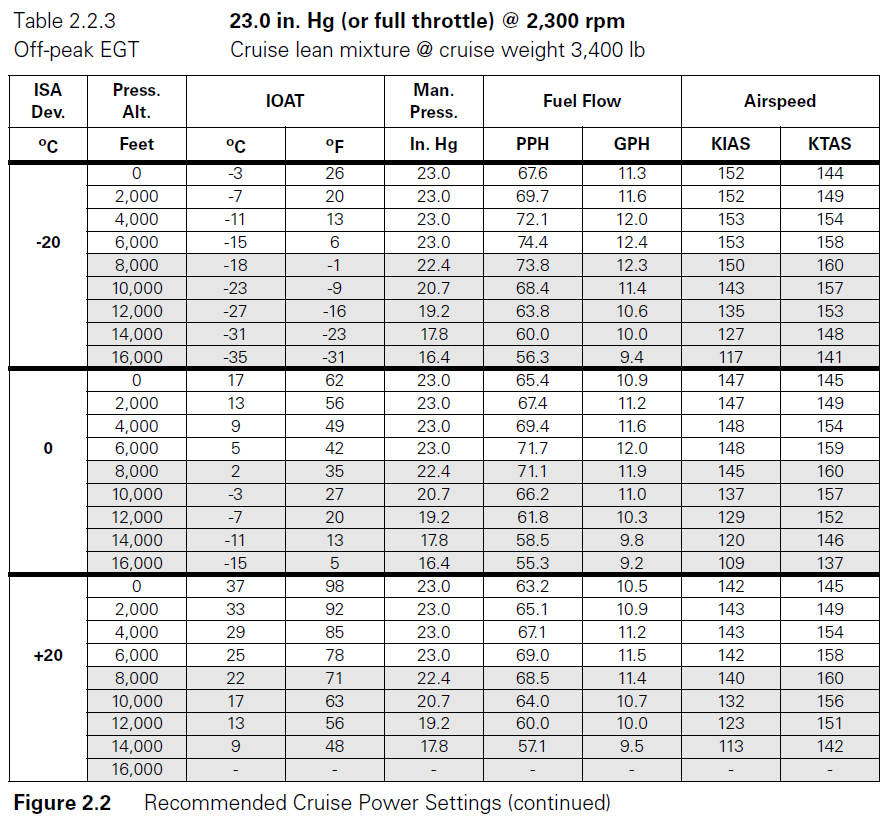 Table 2.2.3 23.0 in. Hg (or full throttle) @ 2,300 rpm
Off-peak EGT Cruise lean mixture @ cruise weight 3,400 lb
ISA Dev. Press. Alt. IOAT Man. Press. Fuel Flow Airspeed
ºC Feet ºC ºF In. Hg PPH GPH KIAS KTAS
0 -3 26 23.0 67.6 11.3 152 144
2,000 -7 20 23.0 69.7 11.6 152 149
4,000 -11 13 23.0 72.1 12.0 153 154
-20 6,000 -15 6 23.0 74.4 12.4 153 158
8,000 -18 -1 22.4 73.8 12.3 150 160
10,000 -23 -9 20.7 68.4 11.4 143 157
12,000 -27 -16 19.2 63.8 10.6 135 153
14,000 -31 -23 17.8 60.0 10.0 127 148
16,000 -35 -31 16.4 56.3 9.4 117 141
0 17 62 23.0 65.4 10.9 147 145
2,000 13 56 23.0 67.4 11.2 147 149
4,000 9 49 23.0 69.4 11.6 148 154
0 6,000 5 42 23.0 71.7 12.0 148 159
8,000 2 35 22.4 71.1 11.9 145 160
10,000 -3 27 20.7 66.2 11.0 137 157
12,000 -7 20 19.2 61.8 10.3 129 152
14,000 -11 13 17.8 58.5 9.8 120 146
16,000 -15 5 16.4 55.3 9.2 109 137
0 37 98 23.0 63.2 10.5 142 145
2,000 33 92 23.0 65.1 10.9 143 149
4,000 29 85 23.0 67.1 11.2 143 154
+20 6,000 25 78 23.0 69.0 11.5 142 158
8,000 22 71 22.4 68.5 11.4 140 160
10,000 17 63 20.7 64.0 10.7 132 156
12,000 13 56 19.2 60.0 10.0 123 151
14,000 9 48 17.8 57.1 9.5 113 142
16,000 - - - - - - -
Figure 2.2 Recommended Cruise Power Settings (continued)